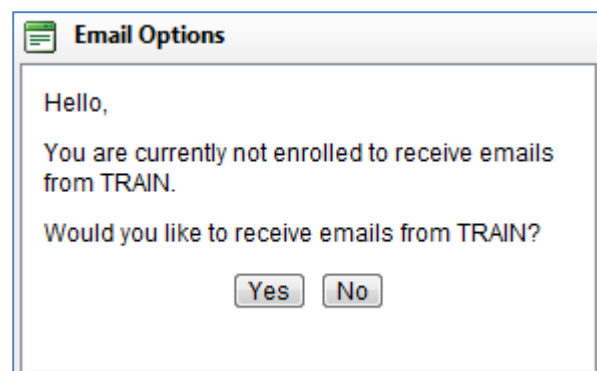 Email Options
Hello,
You are currently not enrolled to receive emails
from TRAIN.
Would you like to receive emails from TRAIN?
Yes No